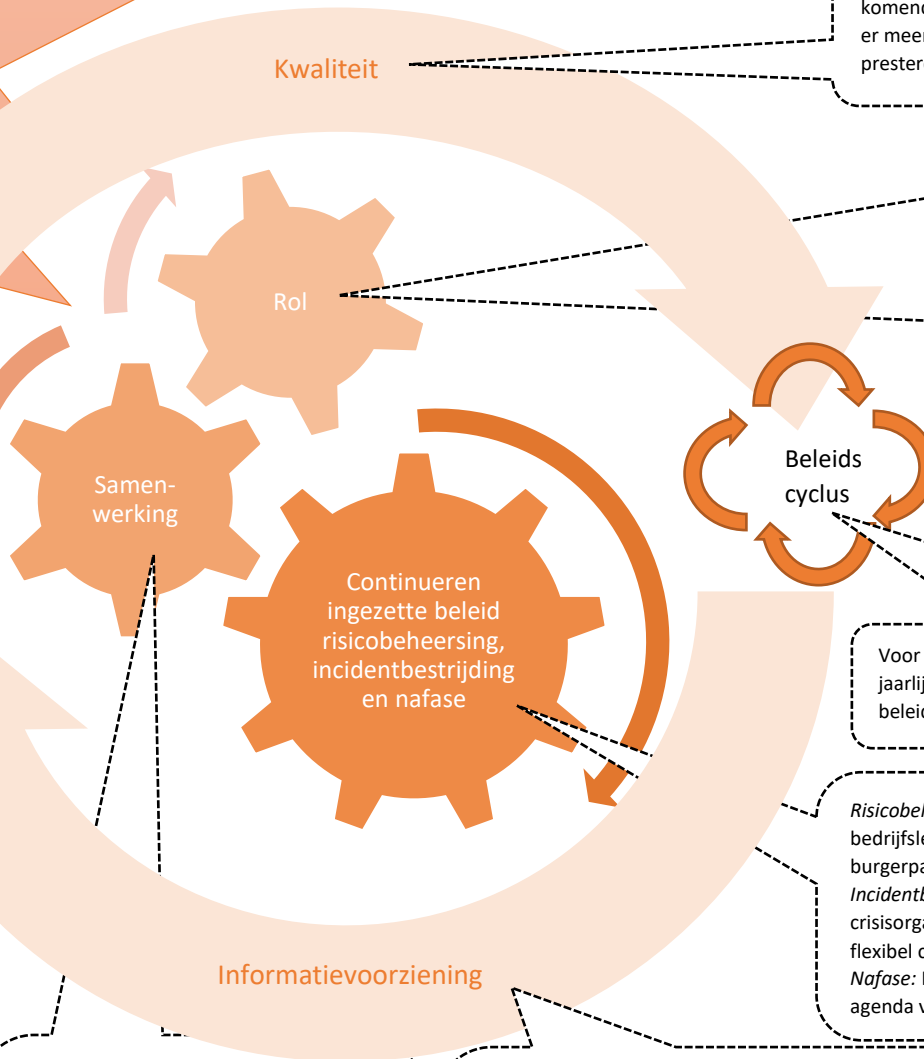 komend
er meer
prester
Kwaliteit
Rol
Samen-
werking
Beleids
cyclus
Continueren
ingezette beleid
risicobeheersing,
incidentbestrijding
en nafase
Voor
jaarlij
beleid
Risicobel
bedrijfsle
burgerpa
Incidentb
crisisorga
flexibel o
Nafase:
agenda v
Informatievoorziening